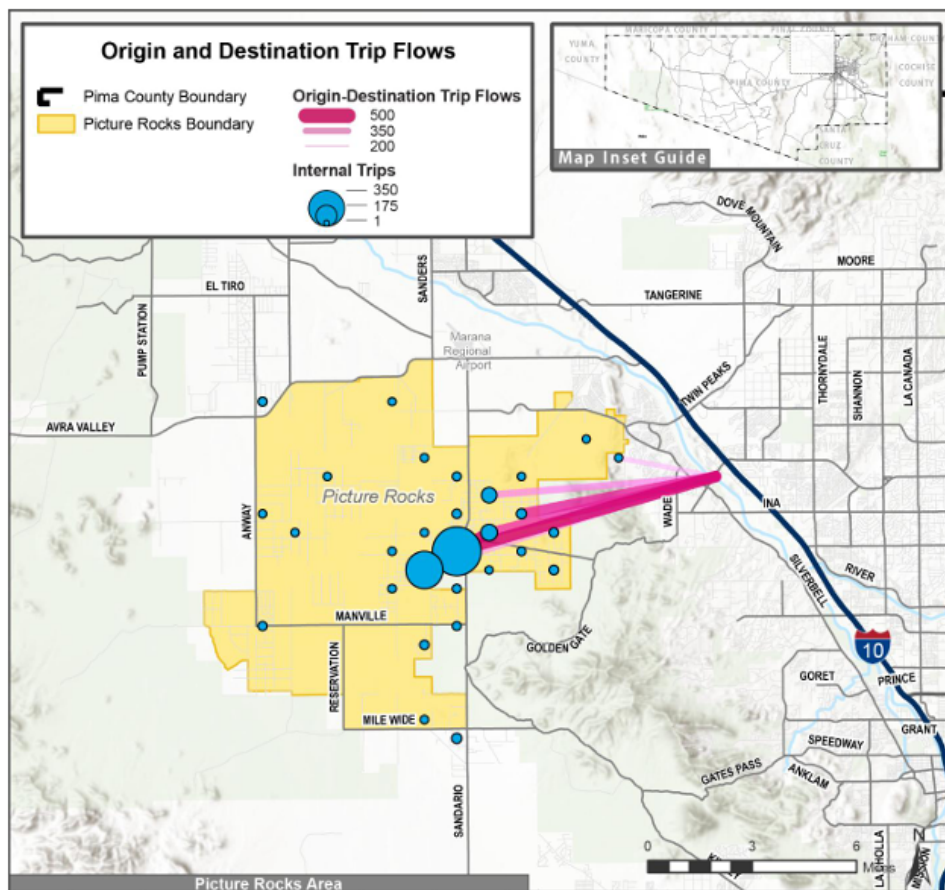 Origin and Destination Trip Flows
Pima County Boundary
Picture Rocks Boundary
Origin-Destination Trip Flows
500
350
200
Internal Trips
350
175
1
MARICOPA COUNTY
PINAL COUNTY
GRAHAM COUNTY
YUMA
COUNTY
COCHISE
COUNTY
PIMA COUNTY
SANTA
CRUZ
COUNTY
Map Inset Guide
DOVE MOUNTAIN
MOORE
EL TIRO
SANDERS
TANGERINE
PUMP STATION
Marana
Regional
Airport
THORNYDALE
SHANNON
LA CANADA
TWIN PEAKS
AVRA VALLEY
Picture Rocks
ANWAY
WADE
INA
SILVERBELL
RIVER
MANVILLE
GOLDEN GATE
10
RESERVATION
GORET
PRINCE
MILE WIDE
GRANT
SPEEDWAY
GATES PASS
ANKLAM
SANDARIO
N
0
3
6
Miles
LA CHOLLA
MISSION
Picture Rocks Area